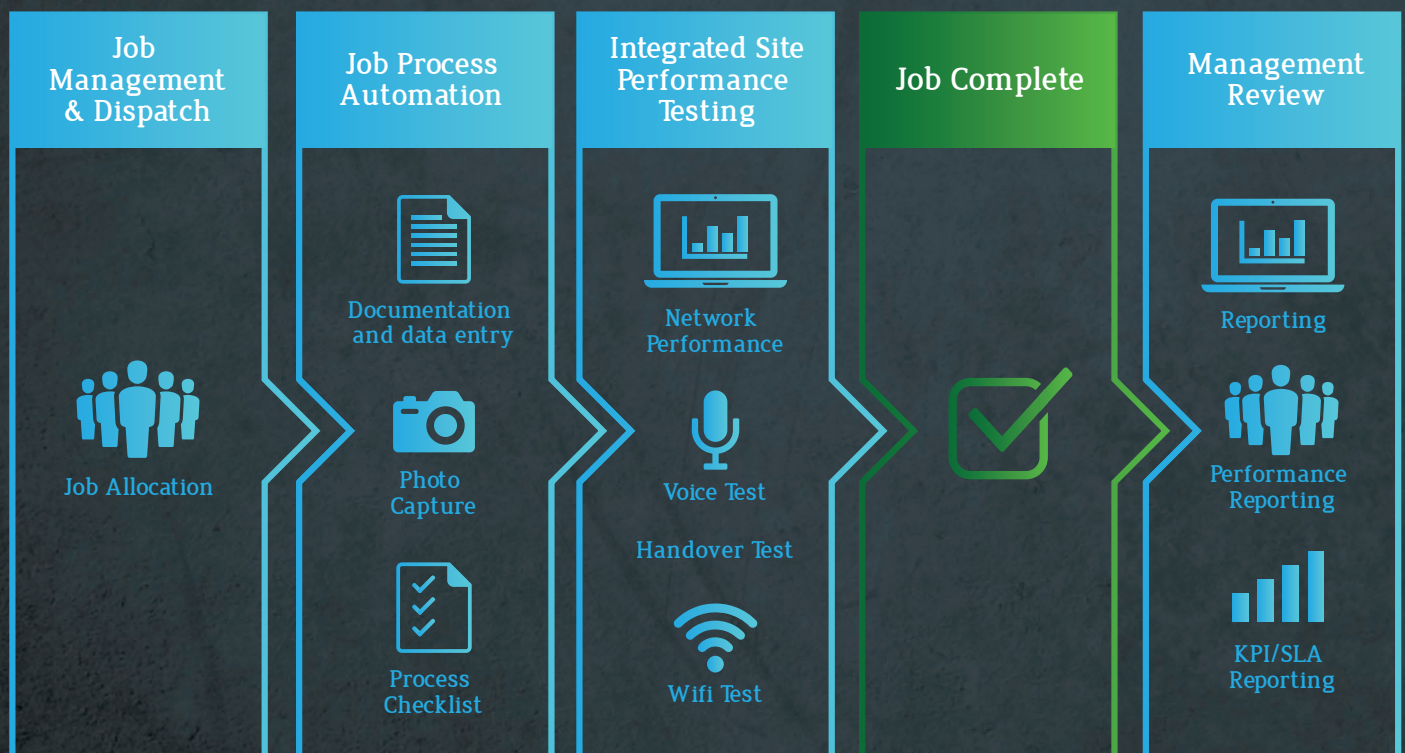 Job
Management
& Dispatch
Job Allocation
Job Process
Automation
Documentation
and data entry
Photo
Capture
Process
Checklist
Integrated Site
Performance
Testing
Network
Performance
Voice Test
Handover Test
Wifi Test
Job Complete
Management
Review
Reporting
Performance
Reporting
KPI/SLA
Reporting